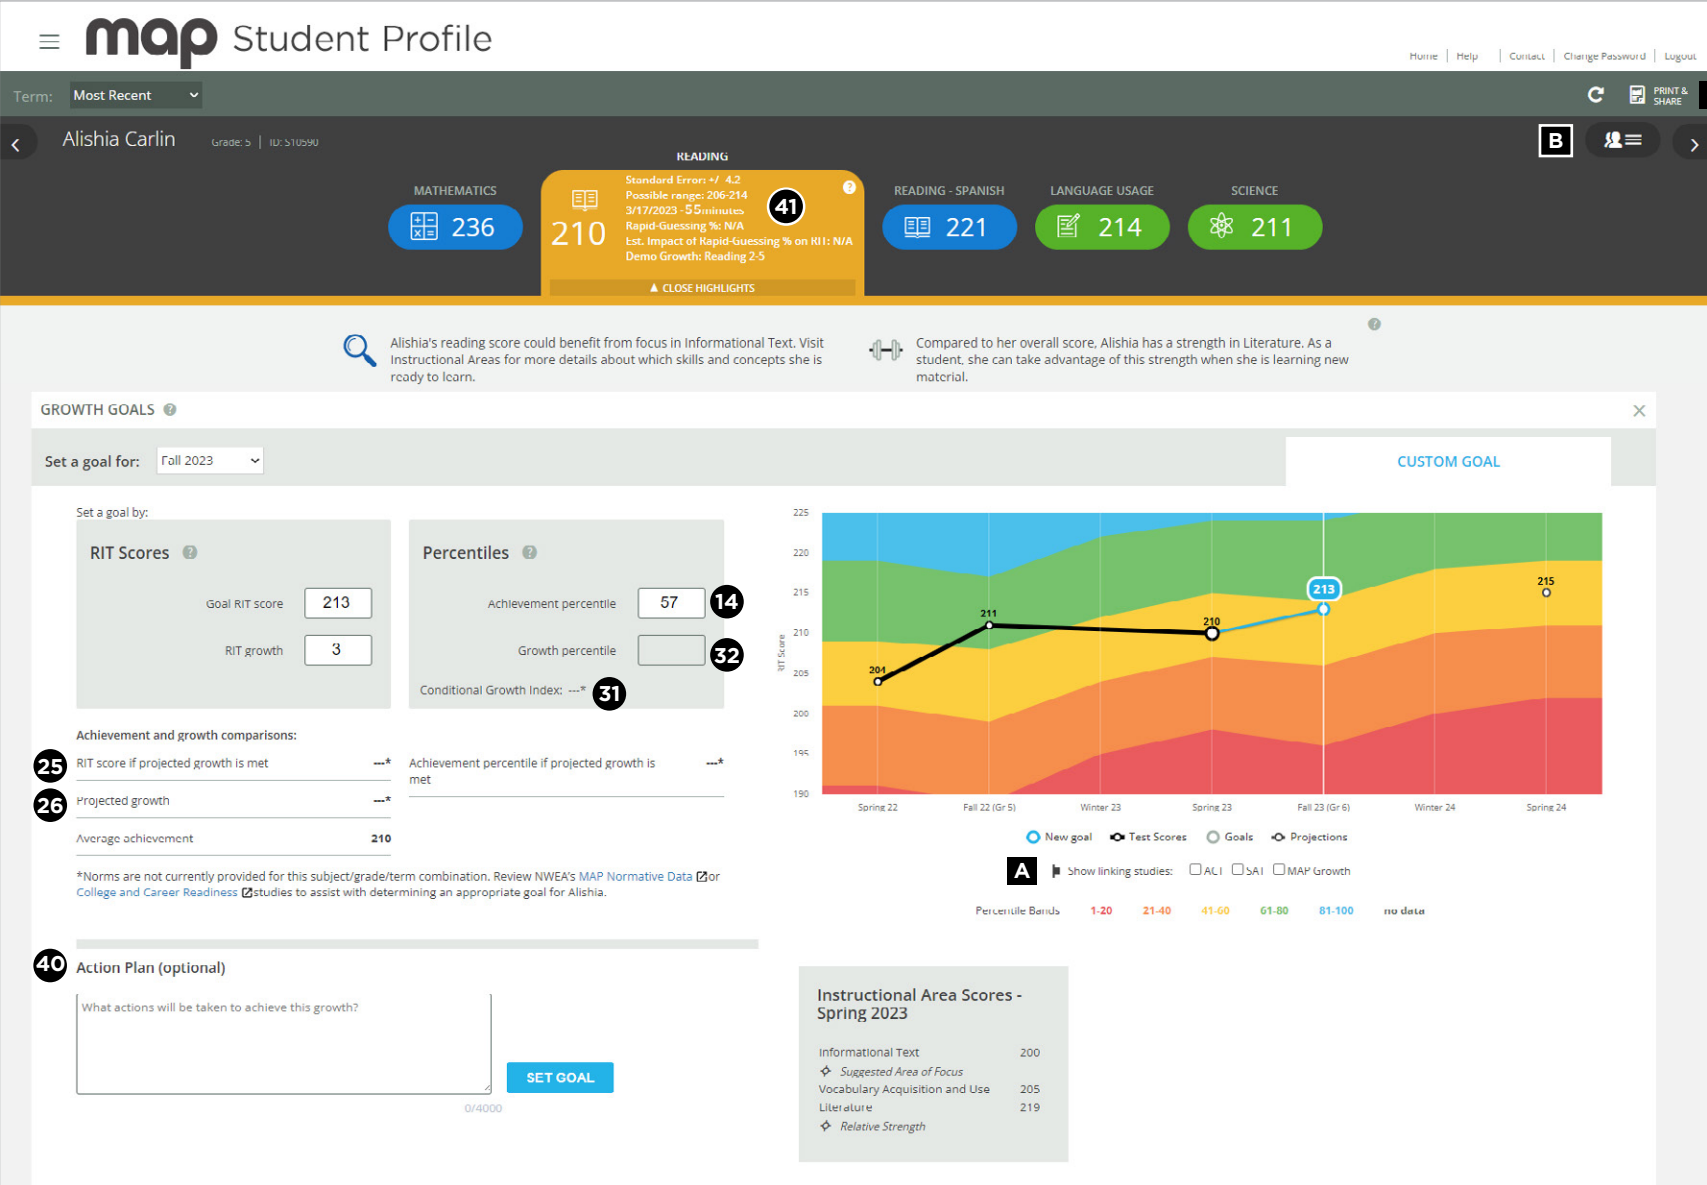 map Student Profile
Home | Help | Contact | Change Password | Logout
Term: Most Recent
PRINT & SHARE
Alishia Carlin Grade: 5 | ID: S10590
B
READING
MATHEMATICS
236
210
Standard Error: +/- 4.2
Possible range: 206-214
3/17/2023 - 55 minutes
Rapid-Guessing %: N/A
Est. Impact of Rapid-Guessing % on RIT: N/A
Demo Growth: Reading 2-5
41
?
▲ CLOSE HIGHLIGHTS
READING - SPANISH
221
LANGUAGE USAGE
214
SCIENCE
211
Alishia's reading score could benefit from focus in Informational Text. Visit
Instructional Areas for more details about which skills and concepts she is
ready to learn.
Compared to her overall score, Alishia has a strength in Literature. As a
student, she can take advantage of this strength when she is learning new
material.
?
GROWTH GOALS ?
Set a goal for: Fall 2023
CUSTOM GOAL
Set a goal by:
RIT Scores ?
Goal RIT score 213
RIT growth 3
Percentiles ?
Achievement percentile 57 14
Growth percentile 32
Conditional Growth Index: ---* 31
Achievement and growth comparisons:
25 RIT score if projected growth is met ---*
Achievement percentile if projected growth is ---*
met
26 Projected growth ---*
Average achievement 210
*Norms are not currently provided for this subject/grade/term combination. Review NWEA's MAP Normative Data or
College and Career Readiness studies to assist with determining an appropriate goal for Alishia.
RIT Score
225
220
215
210
205
200
195
190
204
211
210
213
215
Spring 22 Fall 22 (Gr 5) Winter 23 Spring 23 Fall 23 (Gr 6) Winter 24 Spring 24
New goal Test Scores Goals Projections
A Show linking studies: ACT SAT MAP Growth
Percentile Bands 1-20 21-40 41-60 61-80 81-100 no data
40 Action Plan (optional)
What actions will be taken to achieve this growth?
SET GOAL
0/4000
Instructional Area Scores -
Spring 2023
Informational Text 200
Suggested Area of Focus
Vocabulary Acquisition and Use 205
Literature 219
Relative Strength